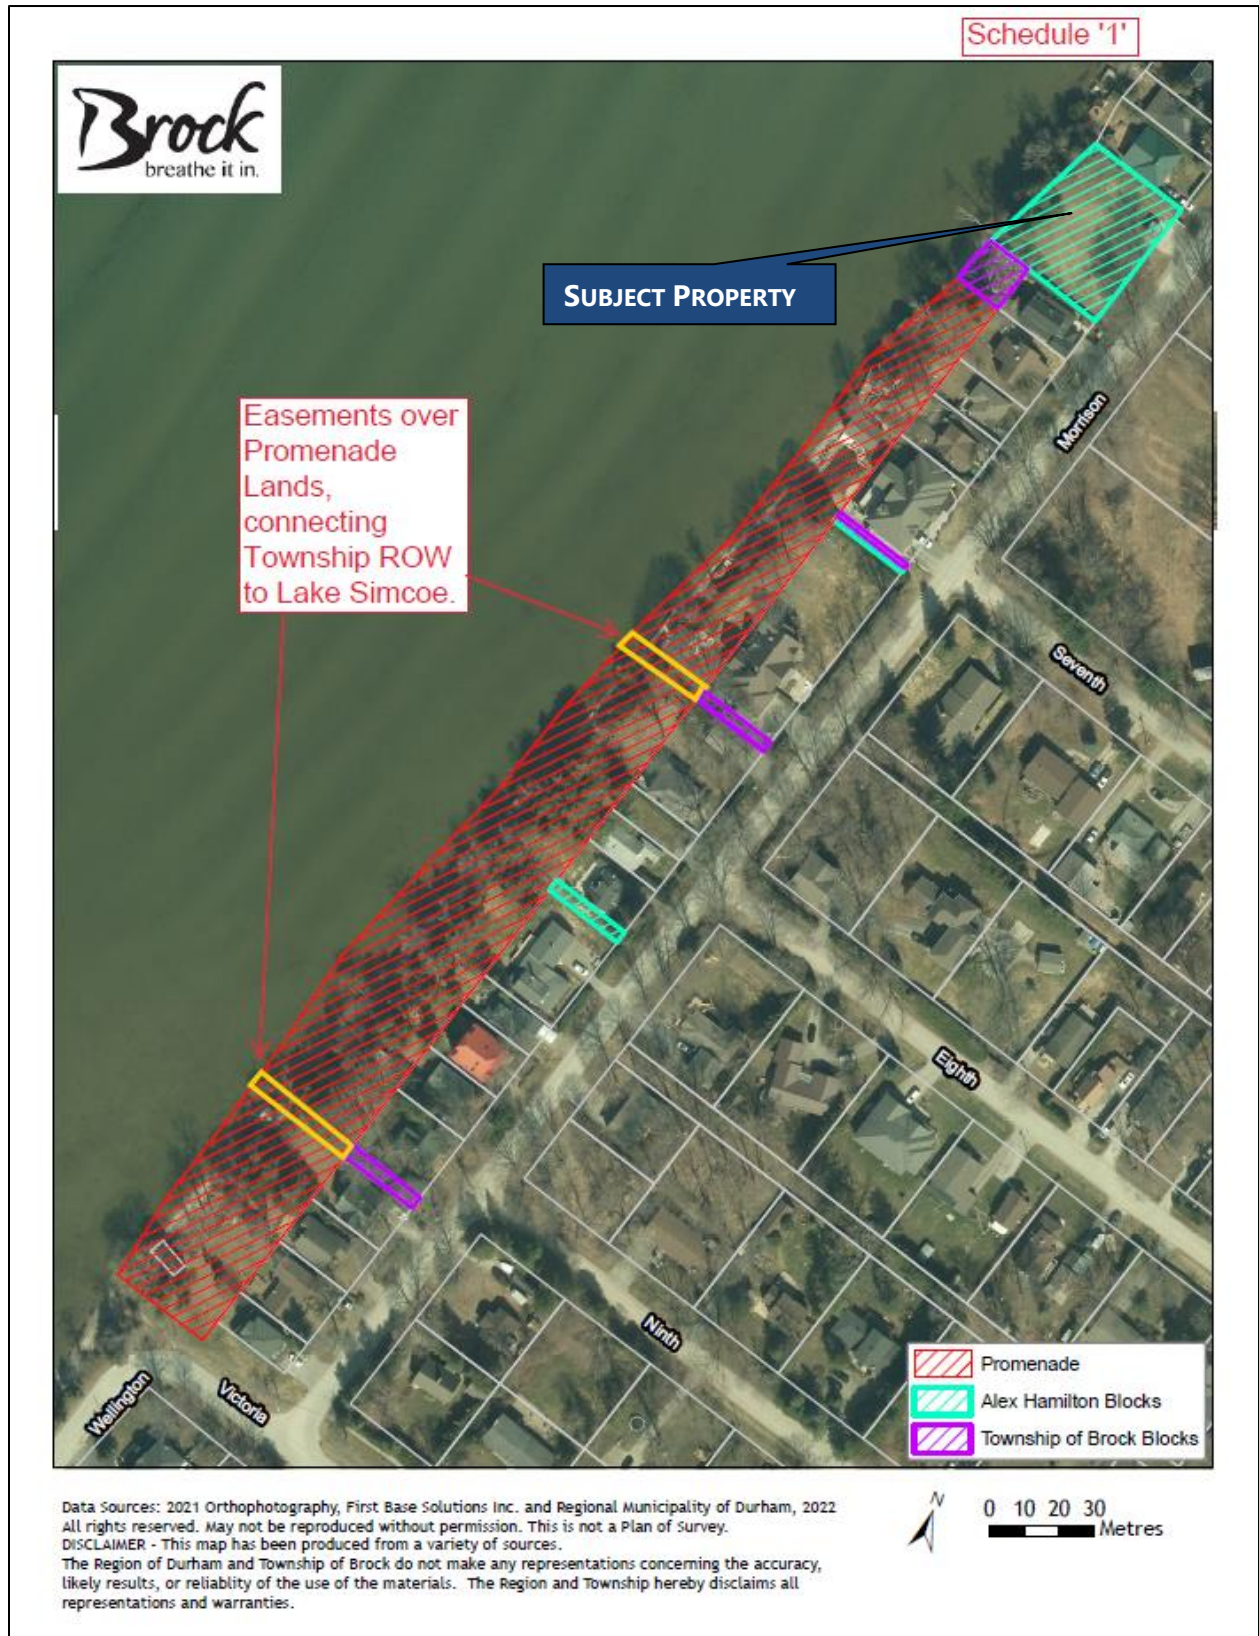 Schedule '1'
Brock
breathe it in.
SUBJECT PROPERTY
Easements over
Promenade
Lands,
connecting
Township ROW
to Lake Simcoe.
Morrison
Seventh
Eighth
Ninth
Wellington
Victoria
Promenade
Alex Hamilton Blocks
Township of Brock Blocks
Data Sources: 2021 Orthophotography, First Base Solutions Inc. and Regional Municipality of Durham, 2022
All rights reserved. May not be reproduced without permission. This is not a Plan of Survey.
DISCLAIMER - This map has been produced from a variety of sources.
The Region of Durham and Township of Brock do not make any representations concerning the accuracy,
likely results, or reliablity of the use of the materials. The Region and Township hereby disclaims all
representations and warranties.
N
0 10 20 30
Metres